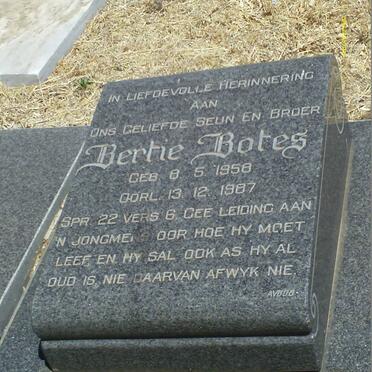 IN LIEFDEVOLLE HERINNERING
AAN
ONS GELIEFDE SEUN EN BROER
Bertie Botes
GEB 8 5 1958
OORL. 13 12 1987
SPR. 22 VERS 6 GEE LEIDING AAN
'N JONGMENS OOR HOE HY MOET
LEEF EN HY SAL OOK AS HY AL
OUD IS, NIE DAARVAN AFWYK NIE.
AVBOB